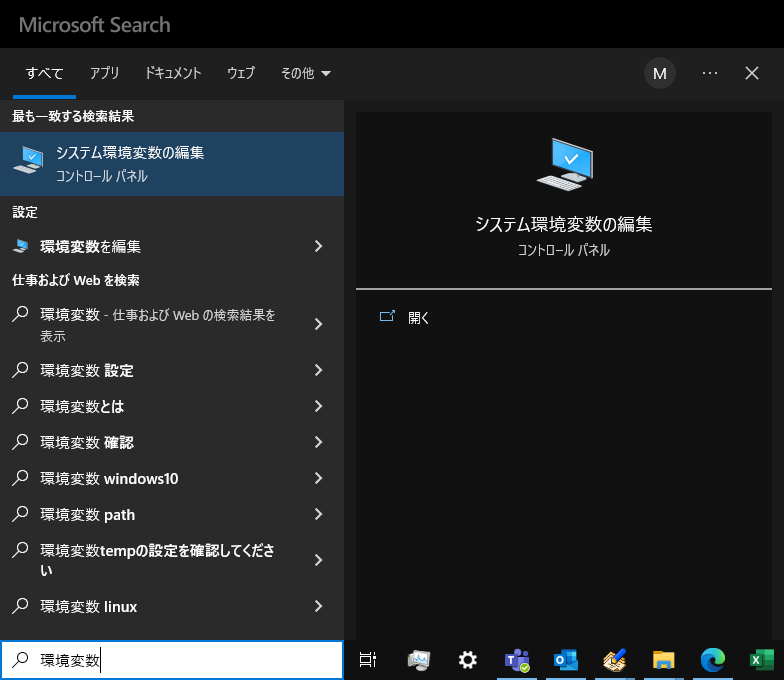 Microsoft Search
すべて アプリ ドキュメント ウェブ その他
M
最も一致する検索結果
システム環境変数の編集
コントロール パネル
設定
環境変数を編集
仕事および Web を検索
環境変数 - 仕事および Web の検索結果を
表示
環境変数 設定
環境変数とは
環境変数 確認
環境変数 windows10
環境変数 path
環境変数tempの設定を確認してくださ
い
環境変数 linux
環境変数
システム環境変数の編集
コントロール パネル
開く